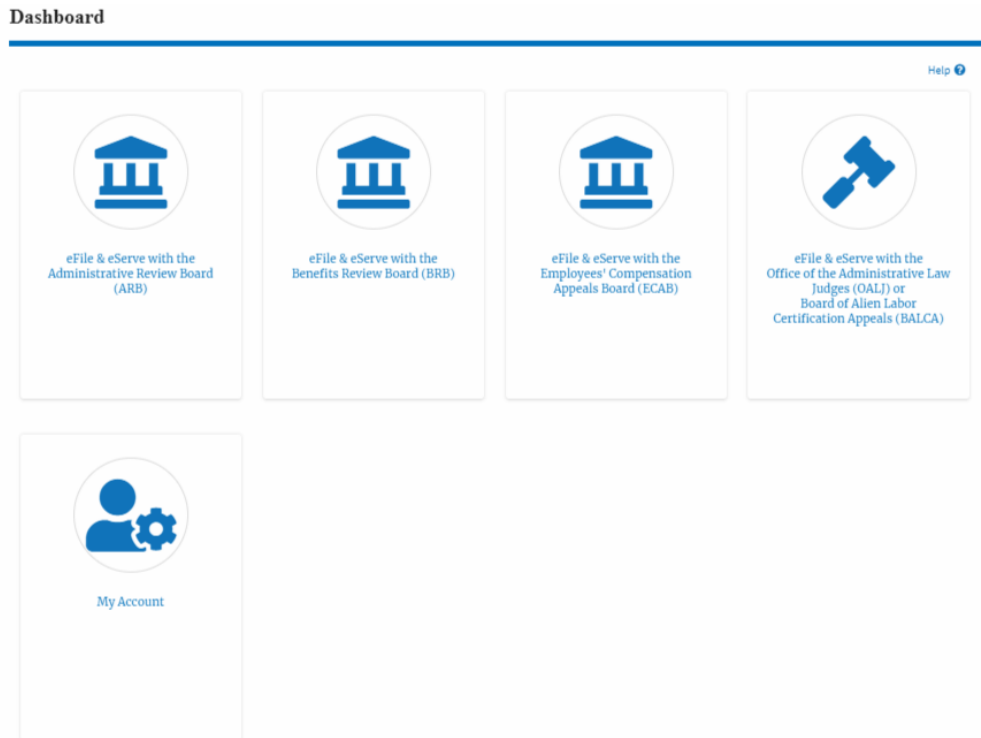 Dashboard
Help
eFile & eServe with the
Administrative Review Board
(ARB)
eFile & eServe with the
Benefits Review Board (BRB)
eFile & eServe with the
Employees' Compensation
Appeals Board (ECAB)
eFile & eServe with the
Office of the Administrative Law
Judges (OALJ) or
Board of Alien Labor
Certification Appeals (BALCA)
My Account